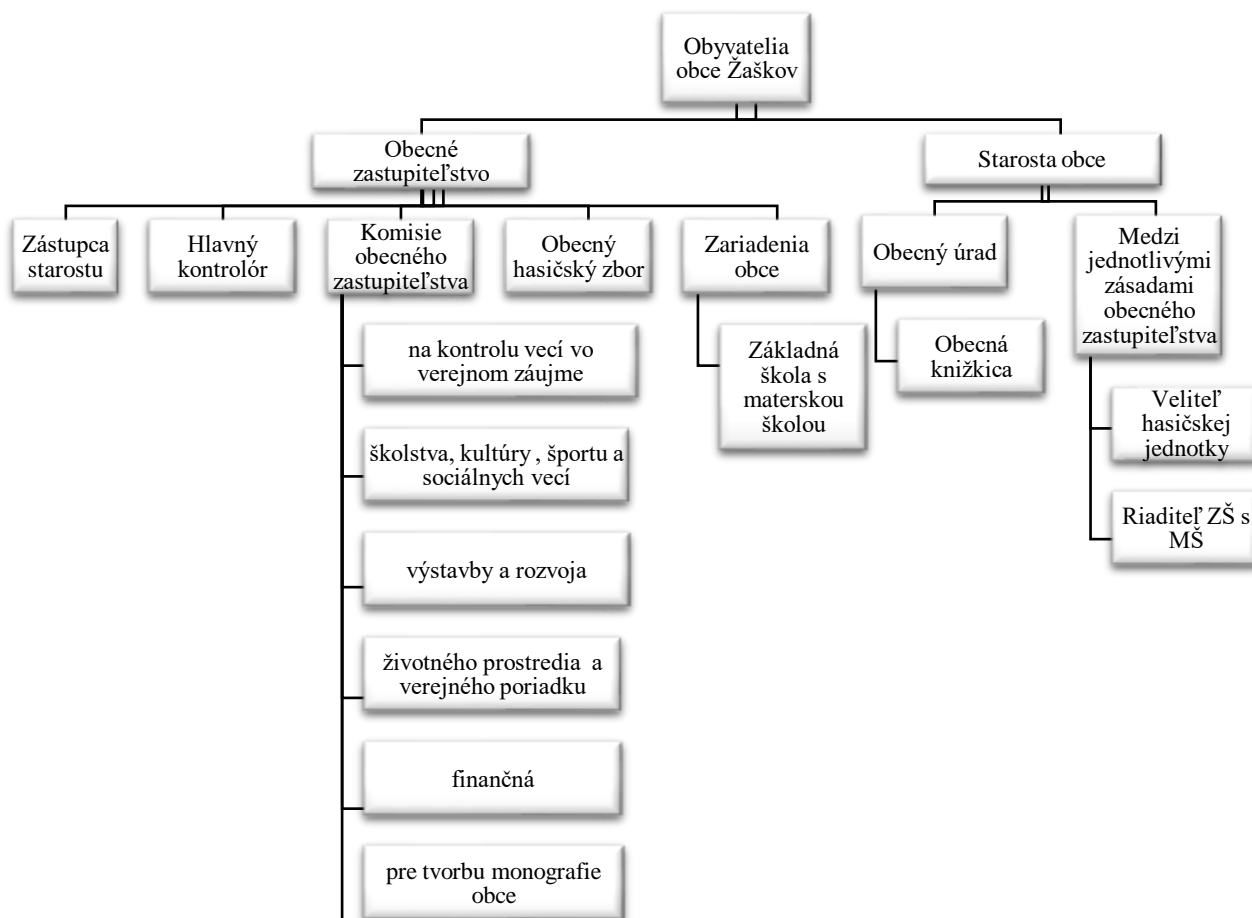 Obyvatelia
obce Žaškov
Obecné
zastupiteľstvo
Starosta obce
Zástupca
starostu
Hlavný
kontrolór
Komisie
obecného
zastupiteľstva
Obecný
hasičský zbor
Zariadenia
obce
Obecný úrad
Medzi
jednotlivými
zásadami
obecného
zastupiteľstva
na kontrolu vecí vo
verejnom záujme
školstva, kultúry , športu a
sociálnych vecí
výstavby a rozvoja
životného prostredia a
verejného poriadku
finančná
pre tvorbu monografie
obce
Základná
škola s
materskou
školou
Obecná
knižkica
Veliteľ
hasičskej
jednotky
Riaditeľ ZŠ s
MŠ